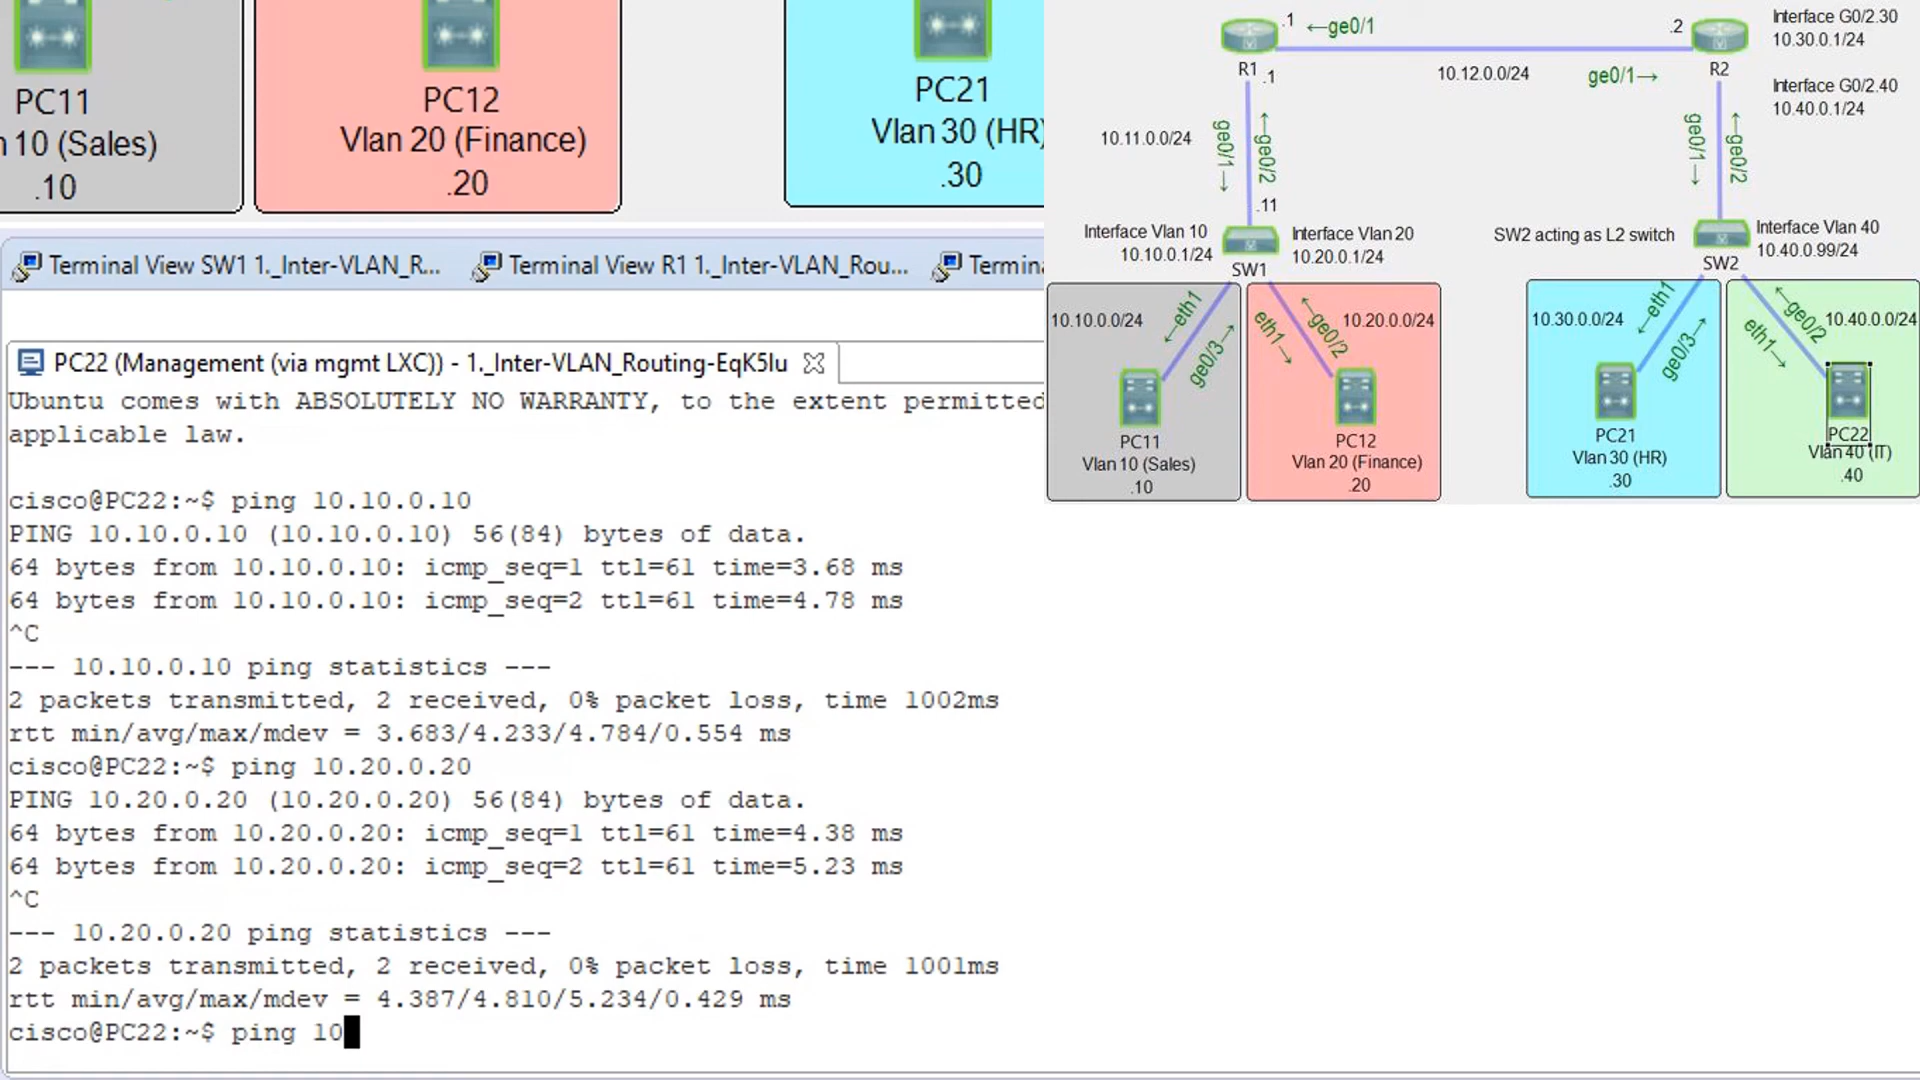 PC11
n 10 (Sales)
.10
PC12
Vlan 20 (Finance)
.20
PC21
Vlan 30 (HR)
.30
Terminal View SW1 1._Inter-VLAN_R...
Terminal View R1 1._Inter-VLAN_Rou...
Termin
PC22 (Management (via mgmt LXC)) - 1._Inter-VLAN_Routing-EqK5lu
Ubuntu comes with ABSOLUTELY NO WARRANTY, to the extent permitted
applicable law.
cisco@PC22:~$ ping 10.10.0.10
PING 10.10.0.10 (10.10.0.10) 56(84) bytes of data.
64 bytes from 10.10.0.10: icmp_seq=1 ttl=61 time=3.68 ms
64 bytes from 10.10.0.10: icmp_seq=2 ttl=61 time=4.78 ms
^C
--- 10.10.0.10 ping statistics ---
2 packets transmitted, 2 received, 0% packet loss, time 1002ms
rtt min/avg/max/mdev = 3.683/4.233/4.784/0.554 ms
cisco@PC22:~$ ping 10.20.0.20
PING 10.20.0.20 (10.20.0.20) 56(84) bytes of data.
64 bytes from 10.20.0.20: icmp_seq=1 ttl=61 time=4.38 ms
64 bytes from 10.20.0.20: icmp_seq=2 ttl=61 time=5.23 ms
^C
--- 10.20.0.20 ping statistics ---
2 packets transmitted, 2 received, 0% packet loss, time 1001ms
rtt min/avg/max/mdev = 4.387/4.810/5.234/0.429 ms
cisco@PC22:~$ ping 10
.1
←ge0/1
.2
Interface G0/2.30
10.30.0.1/24
R1
.1
10.12.0.0/24
ge0/1→
R2
Interface G0/2.40
10.40.0.1/24
10.11.0.0/24
ge0/1→
←ge0/2
ge0/1→
←ge0/2
.11
Interface Vlan 10
10.10.0.1/24
SW1
Interface Vlan 20
10.20.0.1/24
SW2 acting as L2 switch
SW2
Interface Vlan 40
10.40.0.99/24
10.10.0.0/24
←eth1
ge0/3→
eth1→
←ge0/2
10.20.0.0/24
10.30.0.0/24
←eth1
ge0/3→
eth1→
←ge0/2
10.40.0.0/24
PC11
Vlan 10 (Sales)
.10
PC12
Vlan 20 (Finance)
.20
PC21
Vlan 30 (HR)
.30
PC22
Vlan 40 (IT)
.40